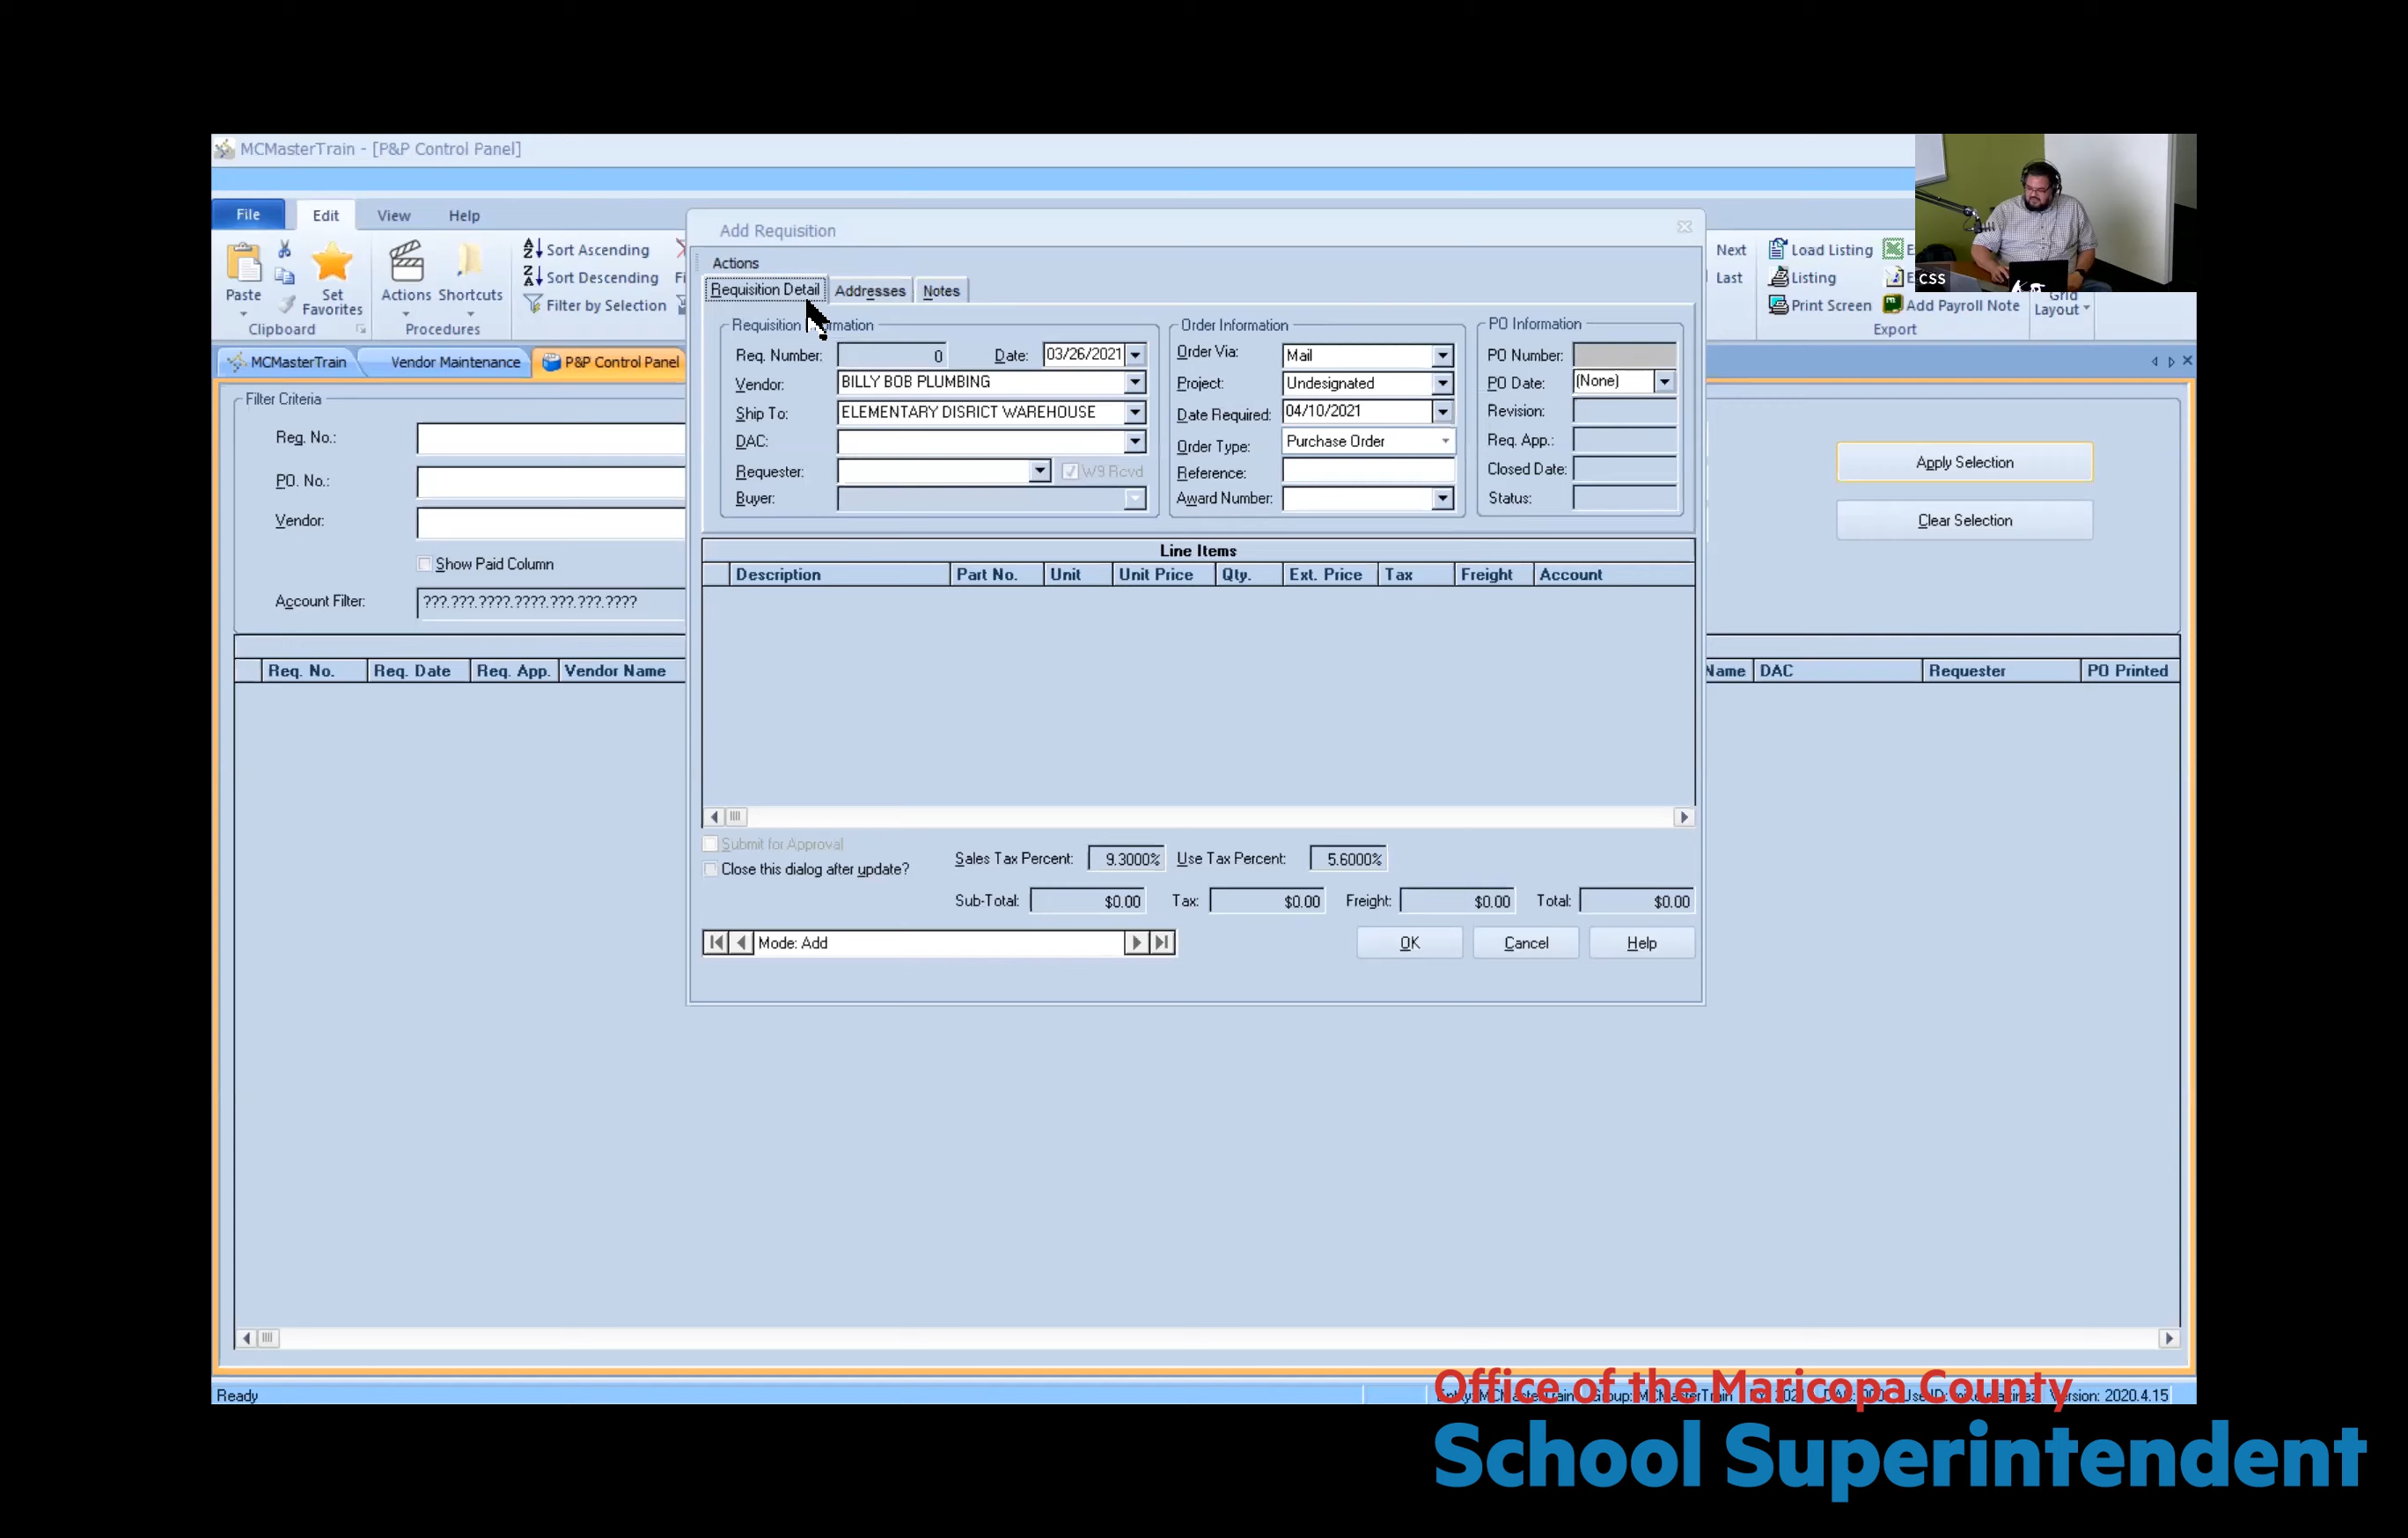 MCMasterTrain - [P&P Control Panel]
File Edit View Help
Paste
Set Favorites
Clipboard
Actions Shortcuts
Procedures
Sort Ascending
Sort Descending
Filter by Selection
Next
Last
Load Listing
Listing
Print Screen
Add Payroll Note
Export
Grid Layout
css
MCMasterTrain Vendor Maintenance P&P Control Panel
Filter Criteria
Reg. No.:
PO. No.:
Vendor:
Show Paid Column
Account Filter: ???.???.????.????.???.???.????
Apply Selection
Clear Selection
Req. No. Req. Date Req. App. Vendor Name
Name DAC Requester PO Printed
Add Requisition
Actions
Requisition Detail Addresses Notes
Requisition
Req. Number: 0 Date: 03/26/2021
Vendor: BILLY BOB PLUMBING
Ship To: ELEMENTARY DISRICT WAREHOUSE
DAC:
Requester: W9 Rcvd
Buyer:
Order Information
Order Via: Mail
Project: Undesignated
Date Required: 04/10/2021
Order Type: Purchase Order
Reference:
Award Number:
PO Information
PO Number:
PO Date: (None)
Revision:
Req. App.:
Closed Date:
Status:
Line Items
Description Part No. Unit Unit Price Qty. Ext. Price Tax Freight Account
Submit for Approval
Close this dialog after update?
Sales Tax Percent: 9.3000% Use Tax Percent: 5.6000%
Sub-Total: $0.00 Tax: $0.00 Freight: $0.00 Total: $0.00
Mode: Add
OK Cancel Help
Ready
2020.4.15
Office of the Maricopa County
School Superintendent